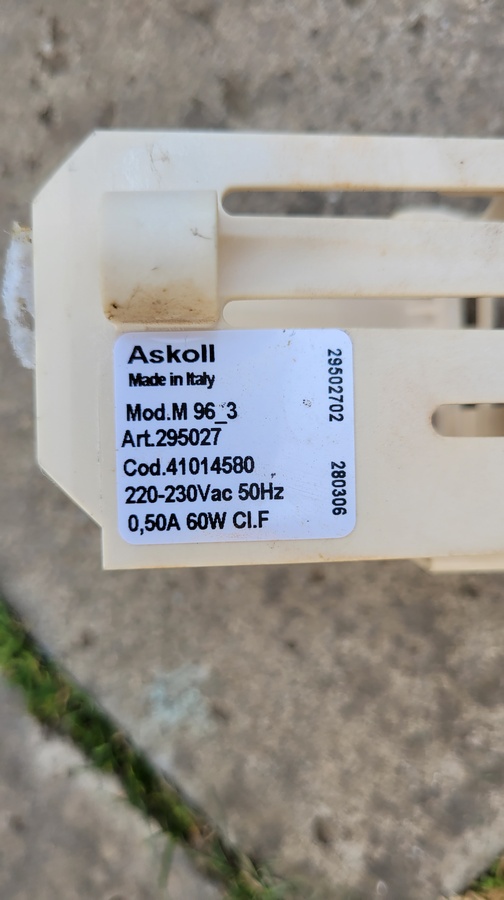 Askoll
Made in Italy
Mod.M 96_3
Art.295027
Cod.41014580
220-230Vac 50Hz
0,50A 60W Cl.F
29502702
280306